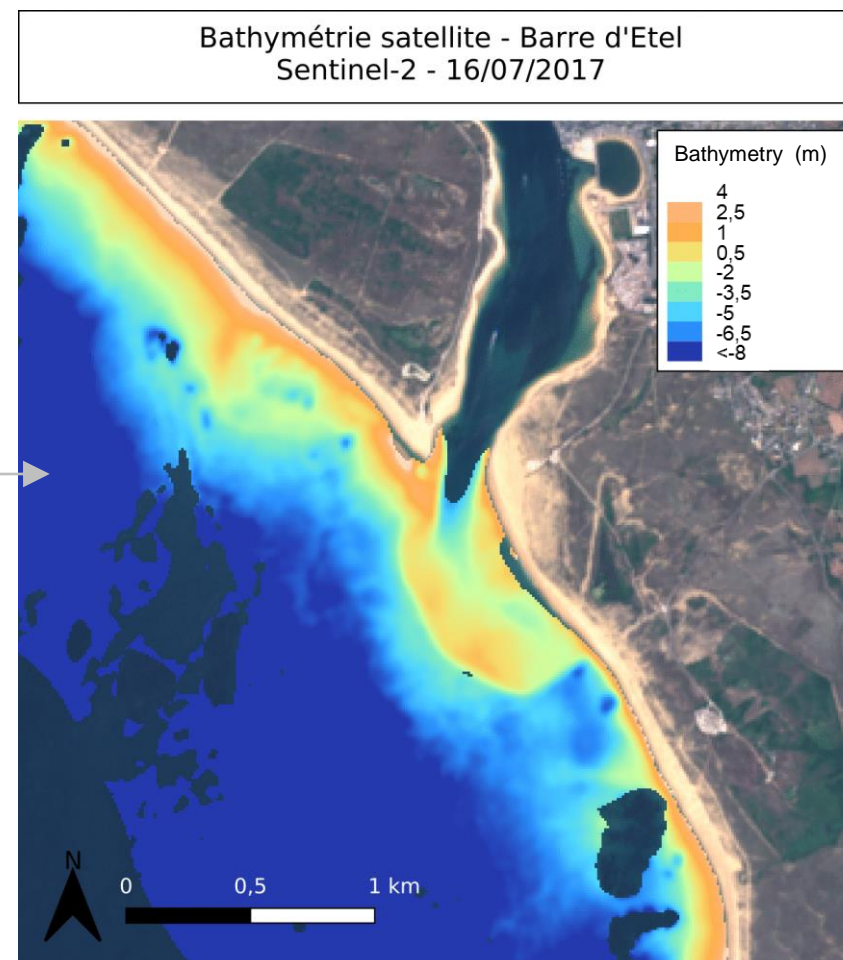 Bathymétrie satellite - Barre d'Etel
Sentinel-2 - 16/07/2017
Bathymetry (m)
4
2,5
1
0,5
-2
-3,5
-5
-6,5
<-8
N
0 0,5 1 km